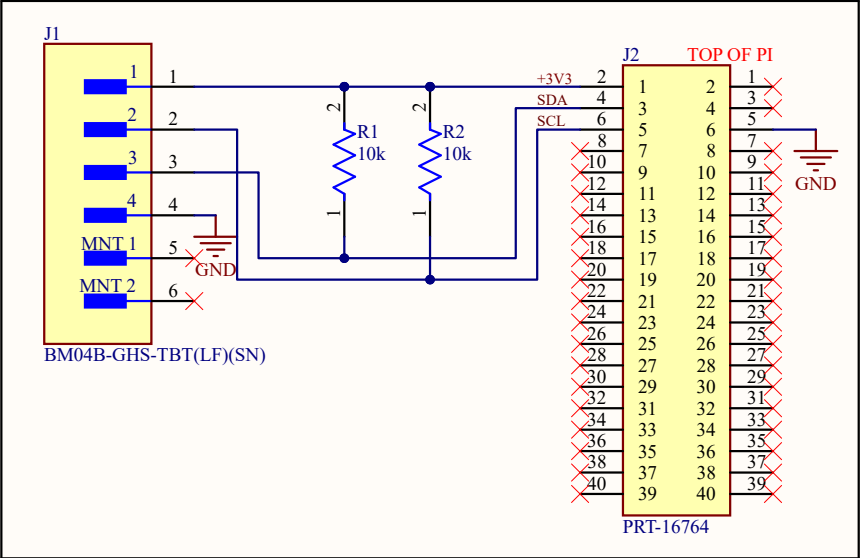 J1
1 1
2 2
3 3
4 4
MNT 1 5
MNT 2 6
GND
BM04B-GHS-TBT(LF)(SN)
2
R1
10k
1
2
R2
10k
1
+3V3
SDA
SCL
J2 TOP OF PI
2 1 2 1
4 3 4 3
6 5 6 5
8 7 8 7
10 9 10 9
12 11 12 11
14 13 14 13
16 15 16 15
18 17 18 17
20 19 20 19
22 21 22 21
24 23 24 23
26 25 26 25
28 27 28 27
30 29 30 29
32 31 32 31
34 33 34 33
36 35 36 35
38 37 38 37
40 39 40 39
GND
PRT-16764